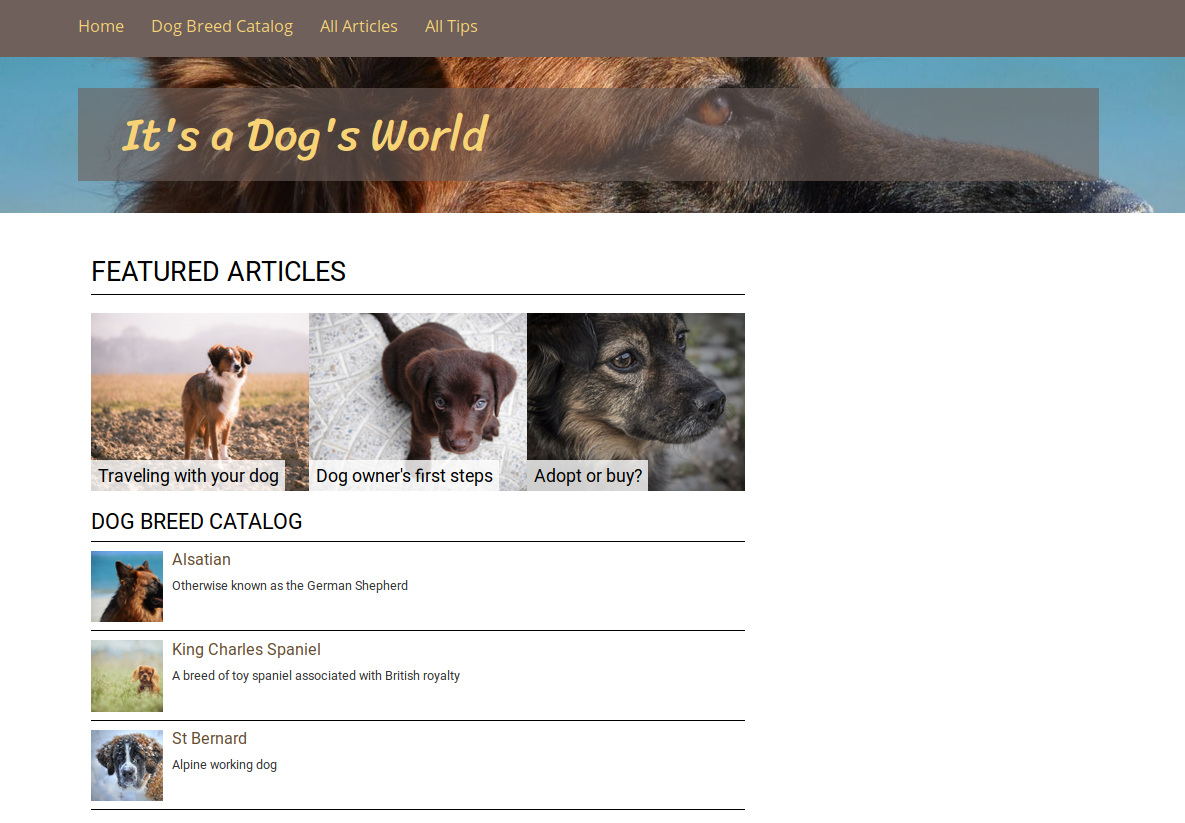 Home Dog Breed Catalog All Articles All Tips
It's a Dog's World
FEATURED ARTICLES
Traveling with your dog
Dog owner's first steps
Adopt or buy?
DOG BREED CATALOG
Alsatian
Otherwise known as the German Shepherd
King Charles Spaniel
A breed of toy spaniel associated with British royalty
St Bernard
Alpine working dog